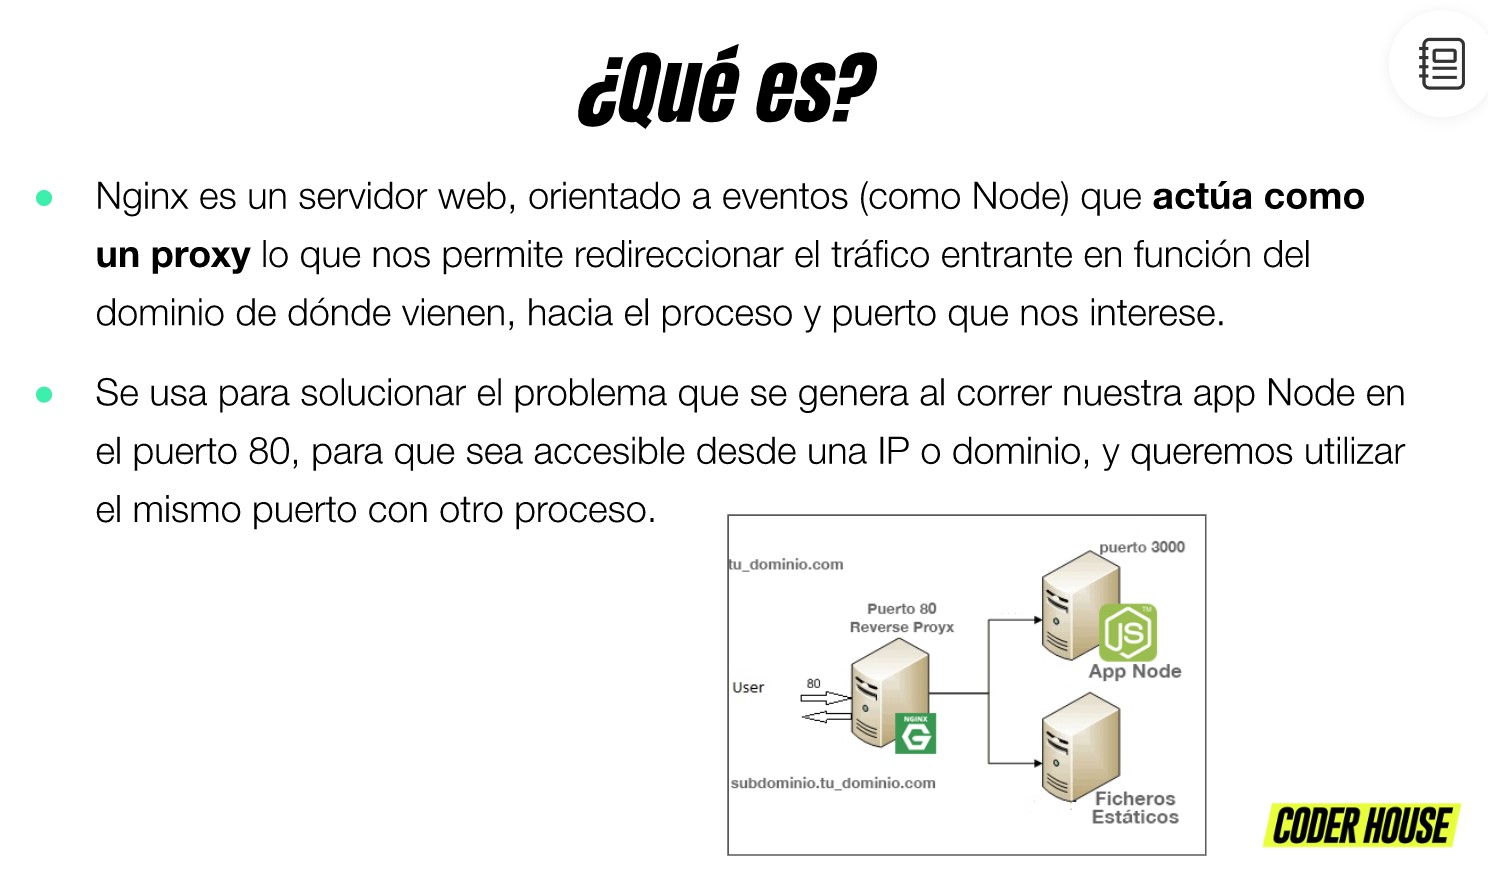 ¿Qué es?
Nginx es un servidor web, orientado a eventos (como Node) que actúa como
un proxy lo que nos permite redireccionar el tráfico entrante en función del
dominio de dónde vienen, hacia el proceso y puerto que nos interese.
Se usa para solucionar el problema que se genera al correr nuestra app Node en
el puerto 80, para que sea accesible desde una IP o dominio, y queremos utilizar
el mismo puerto con otro proceso.
puerto 3000
tu_dominio.com
Puerto 80
Reverse Proyx
JS
TM
App Node
User
80
NGINX
G
subdominio.tu_dominio.com
Ficheros
Estáticos
CODER HOUSE